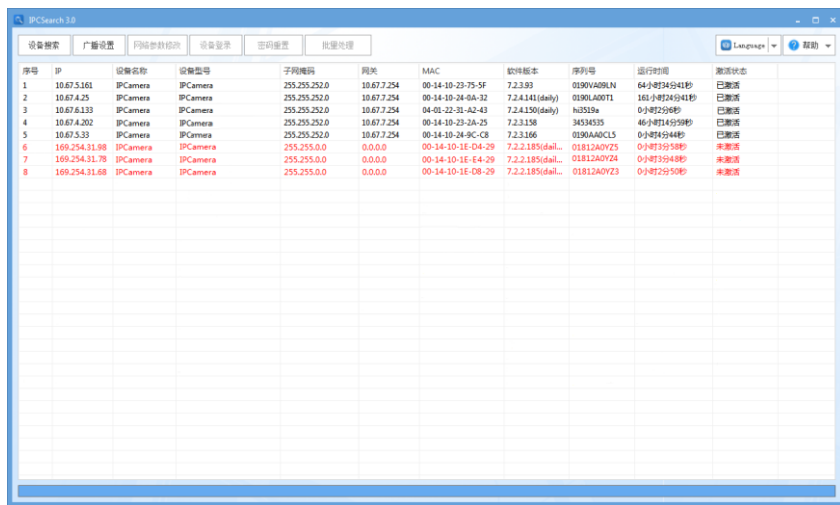 IPCSearch 3.0
设备搜索 广播设置 网络参数修改 设备登录 密码重置 批量处理 Language 帮助
序号 IP 设备名称 设备型号 子网掩码 网关 MAC 软件版本 序列号 运行时间 激活状态
1 10.67.5.161 IPCamera IPCamera 255.255.252.0 10.67.7.254 00-14-10-23-75-5F 7.2.3.93 0190VA09LN 64小时34分41秒 已激活
2 10.67.4.25 IPCamera IPCamera 255.255.252.0 10.67.7.254 00-14-10-24-0A-32 7.2.4.141(daily) 0190LA00T1 161小时24分41秒 已激活
3 10.67.6.133 IPCamera IPCamera 255.255.252.0 10.67.7.254 04-01-22-31-A2-43 7.2.4.150(daily) hi3519a 0小时2分6秒 已激活
4 10.67.4.202 IPCamera IPCamera 255.255.252.0 10.67.7.254 00-14-10-23-2A-25 7.2.3.158 34534535 46小时14分59秒 已激活
5 10.67.5.33 IPCamera IPCamera 255.255.252.0 10.67.7.254 00-14-10-24-9C-C8 7.2.3.166 0190AA0CL5 0小时4分44秒 已激活
6 169.254.31.98 IPCamera IPCamera 255.255.0.0 0.0.0.0 00-14-10-1E-D4-29 7.2.2.185(dail... 01812A0YZ5 0小时3分58秒 未激活
7 169.254.31.78 IPCamera IPCamera 255.255.0.0 0.0.0.0 00-14-10-1E-E4-29 7.2.2.185(dail... 01812A0YZ4 0小时3分48秒 未激活
8 169.254.31.68 IPCamera IPCamera 255.255.0.0 0.0.0.0 00-14-10-1E-D8-29 7.2.2.185(dail... 01812A0YZ3 0小时2分50秒 未激活